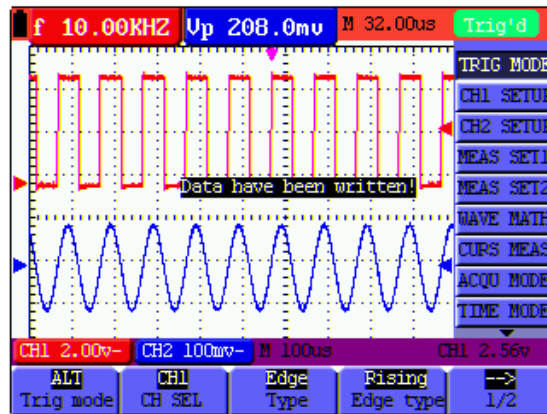 f 10.00KHZ Vp 208.0mv M 32.00us Trig'd
TRIG MODE
CH1 SETUP
CH2 SETUP
MEAS SET1
MEAS SET2
Data have been written!
WAVE MATH
CURS MEAS
ACQU MODE
TIME MODE
CH1 2.00v- CH2 100mv- M 100us CH1 2.56v
ALT CH1 Edge Rising -->
Trig mode CH SEL Type Edge type 1/2